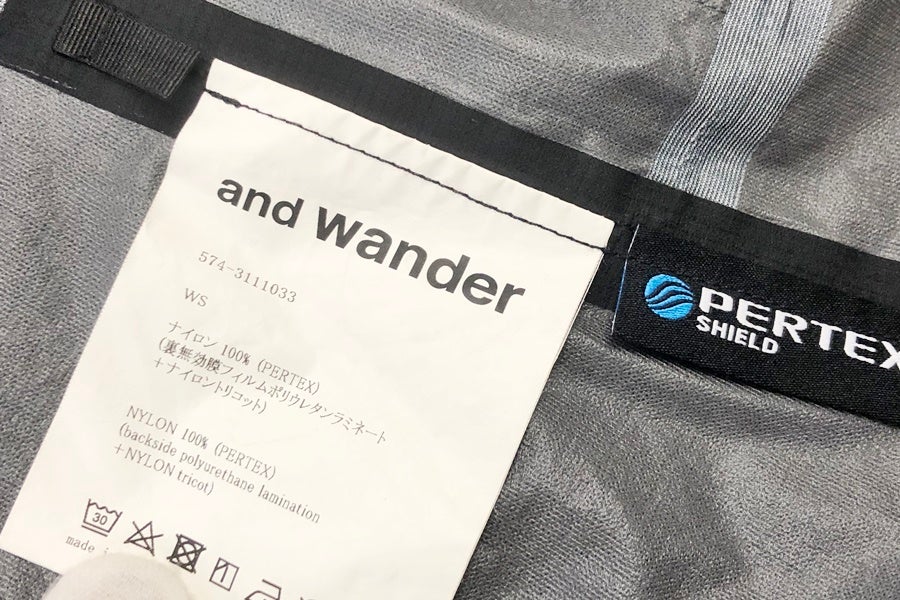 and wander
574-3111033
WS
ナイロン 100% (PERTEX)
(裏無効膜フィルムポリウレタンラミネート
+ナイロントリコット)
NYLON 100% (PERTEX)
(backside polyurethane lamination
+NYLON tricot)
30
made
PERTEX
SHIELD